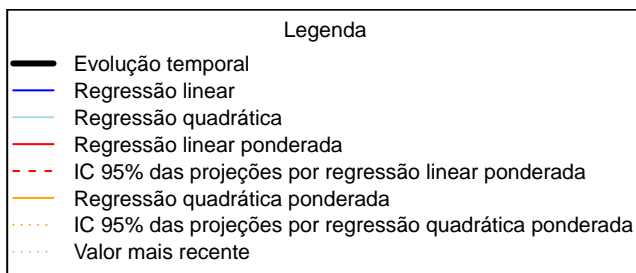 Legenda
Evolução temporal
Regressão linear
Regressão quadrática
Regressão linear ponderada
IC 95% das projeções por regressão linear ponderada
Regressão quadrática ponderada
IC 95% das projeções por regressão quadrática ponderada
Valor mais recente